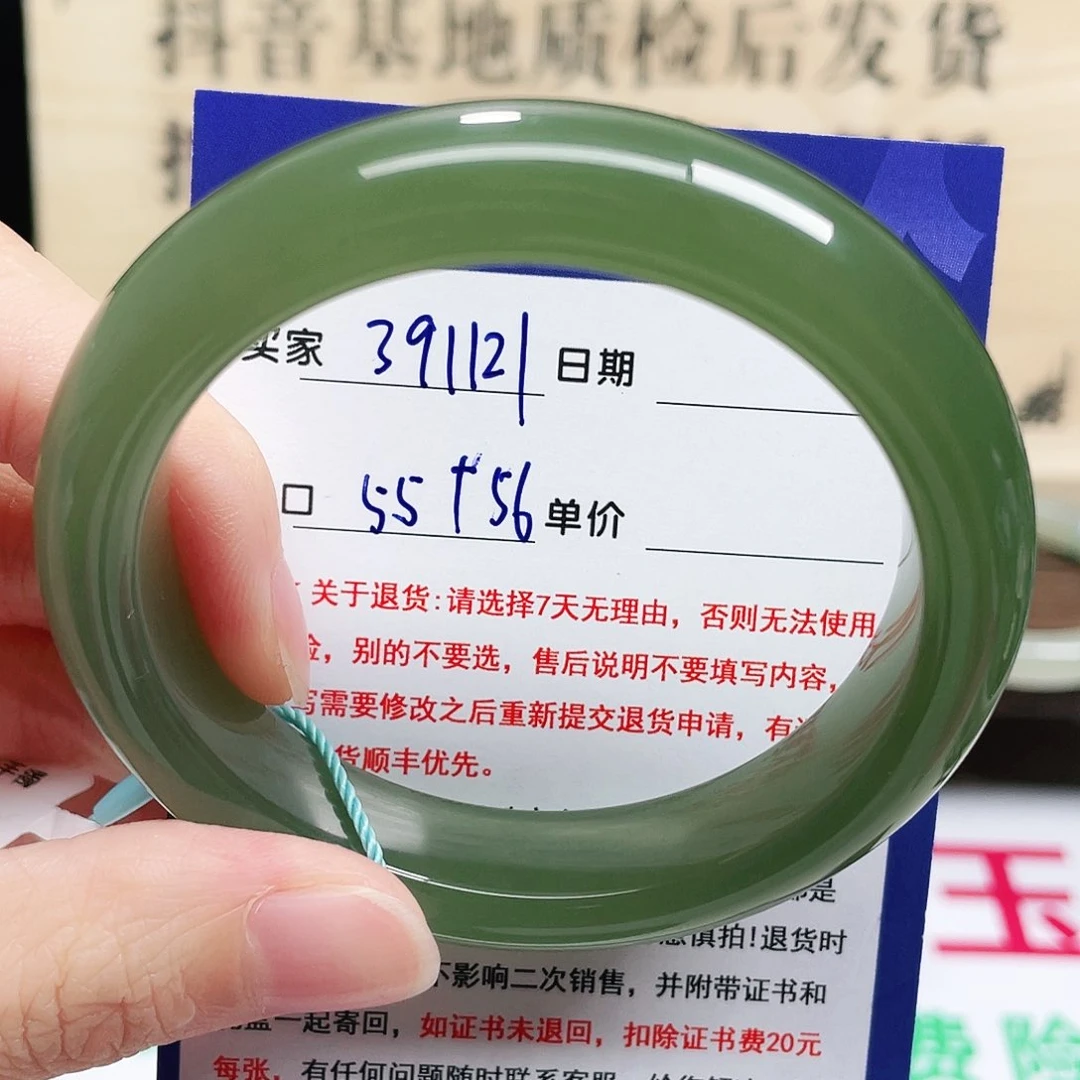 抖音基地质检后发货
买家 391121 日期
口 55 + 56 单价
关于退货:请选择7天无理由，否则无法使用
险，别的不要选，售后说明不要填写内容，
写需要修改之后重新提交退货申请，有
货顺丰优先。
慎拍!退货时
不影响二次销售，并附带证书和
一起寄回，如证书未退回，扣除证书费20元
每张，有任何问题随时联系客服
玉
费 险